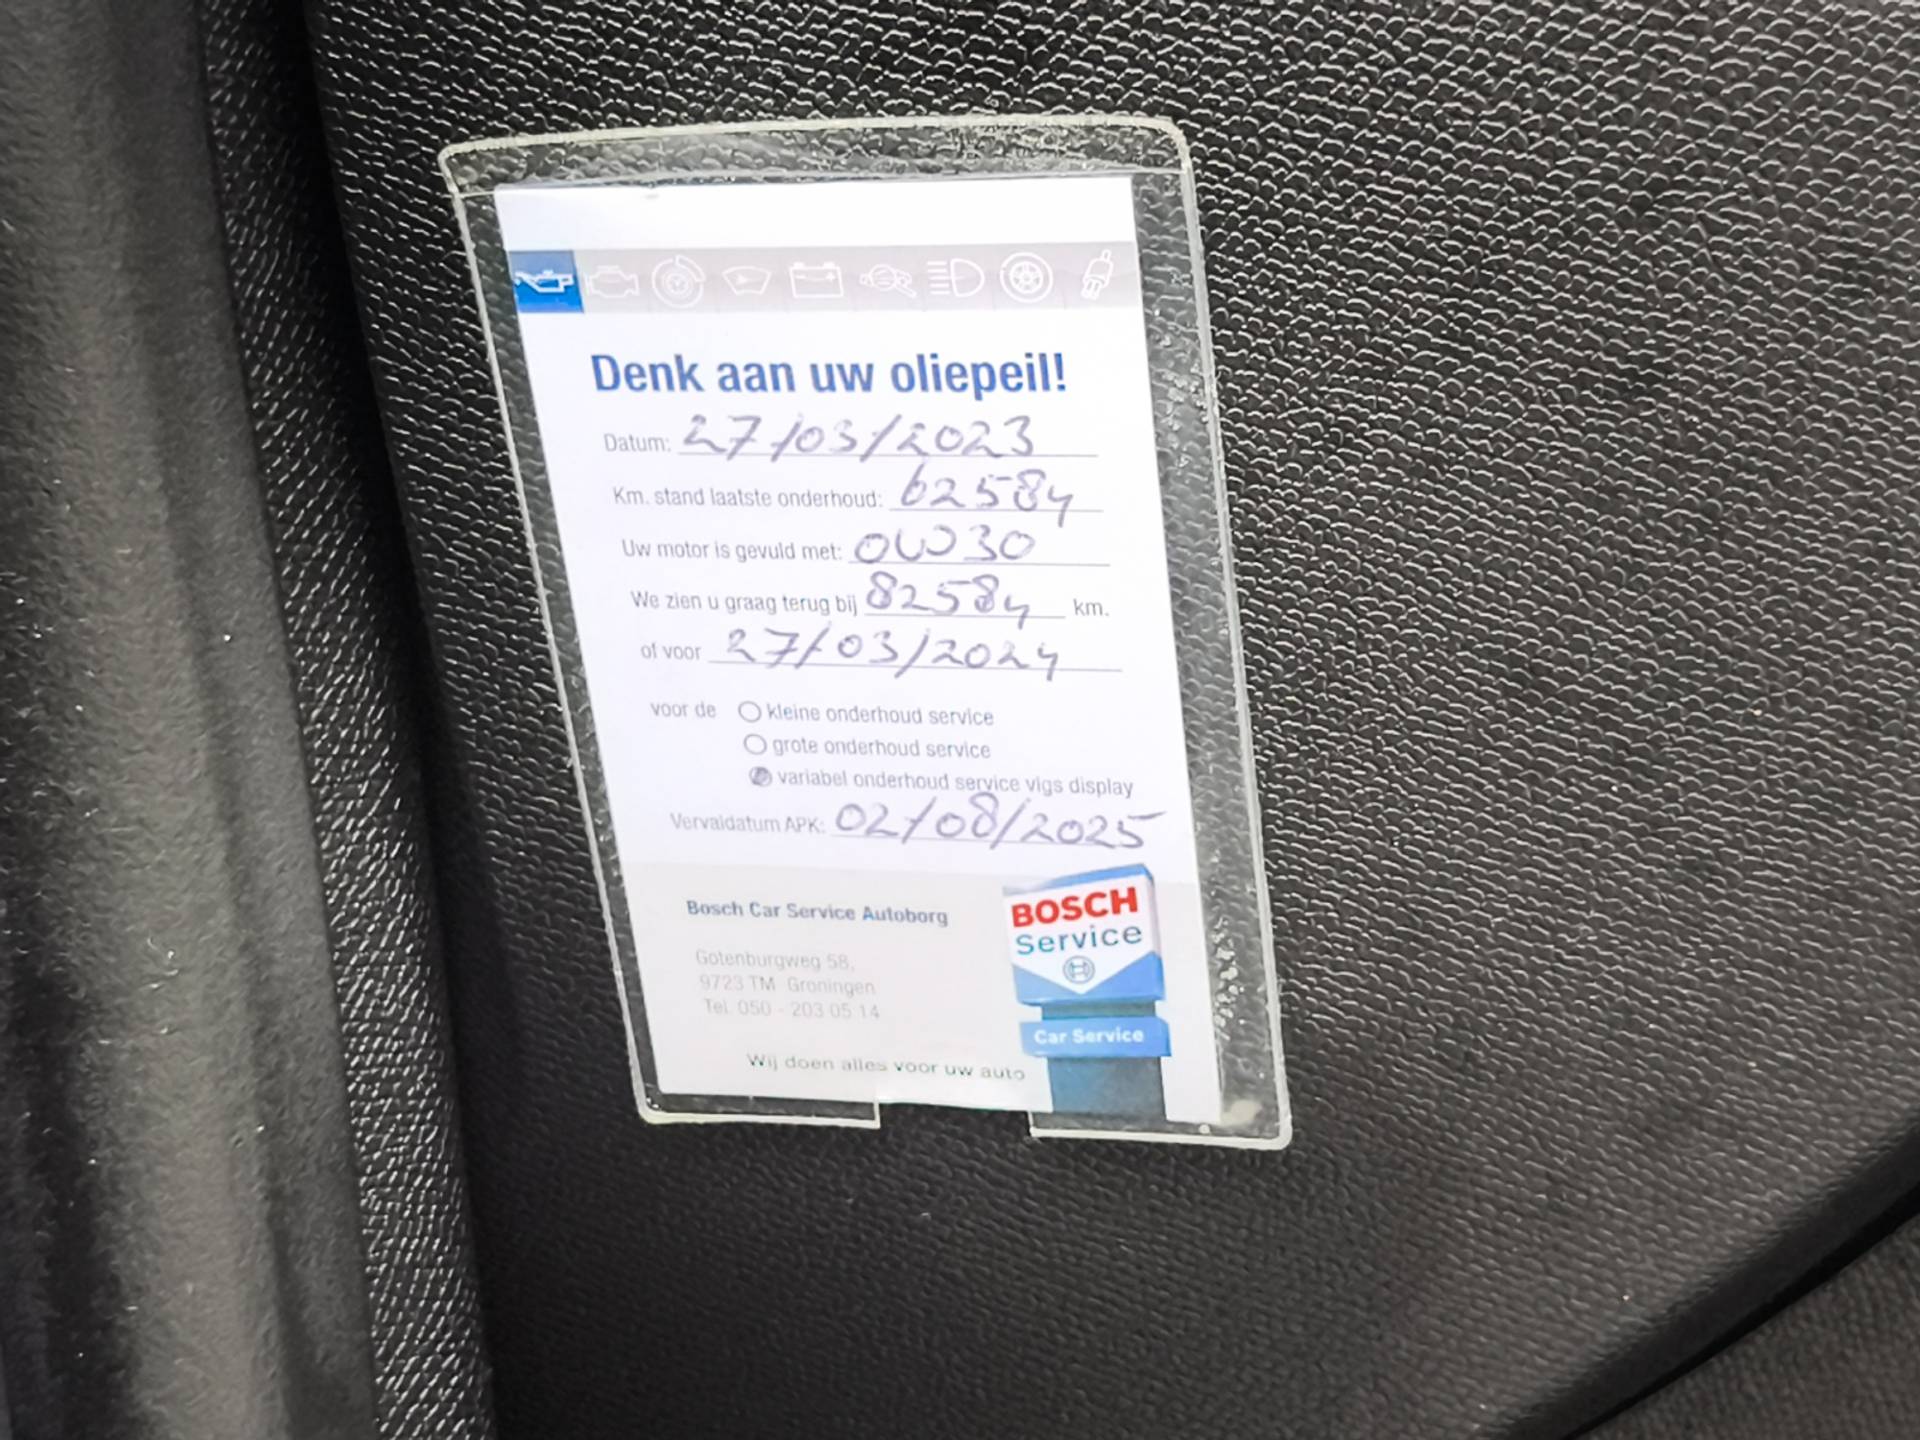 Denk aan uw oliepeil!
Datum: 27/03/2023
Km. stand laatste onderhoud: 62584
Uw motor is gevuld met: 0W30
We zien u graag terug bij 82584 km.
of voor 27/03/2024
voor de kleine onderhoud service
grote onderhoud service
variabel onderhoud service vlgs display
Vervaldatum APK: 02/08/2025
Bosch Car Service Autoborg
Gotenburgweg 58,
9723 TM Groningen
Tel. 050 - 203 05 14
Wij doen alles voor uw auto
BOSCH
Service
Car Service